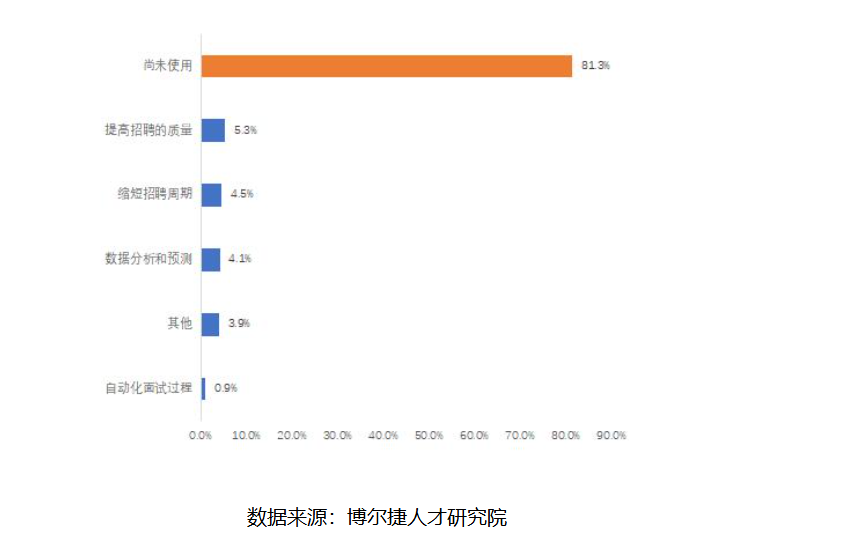 尚未使用 81.3%
提高招聘的质量 5.3%
缩短招聘周期 4.5%
数据分析和预测 4.1%
其他 3.9%
自动化面试过程 0.9%
0.0% 10.0% 20.0% 30.0% 40.0% 50.0% 60.0% 70.0% 80.0% 90.0%
数据来源：博尔捷人才研究院